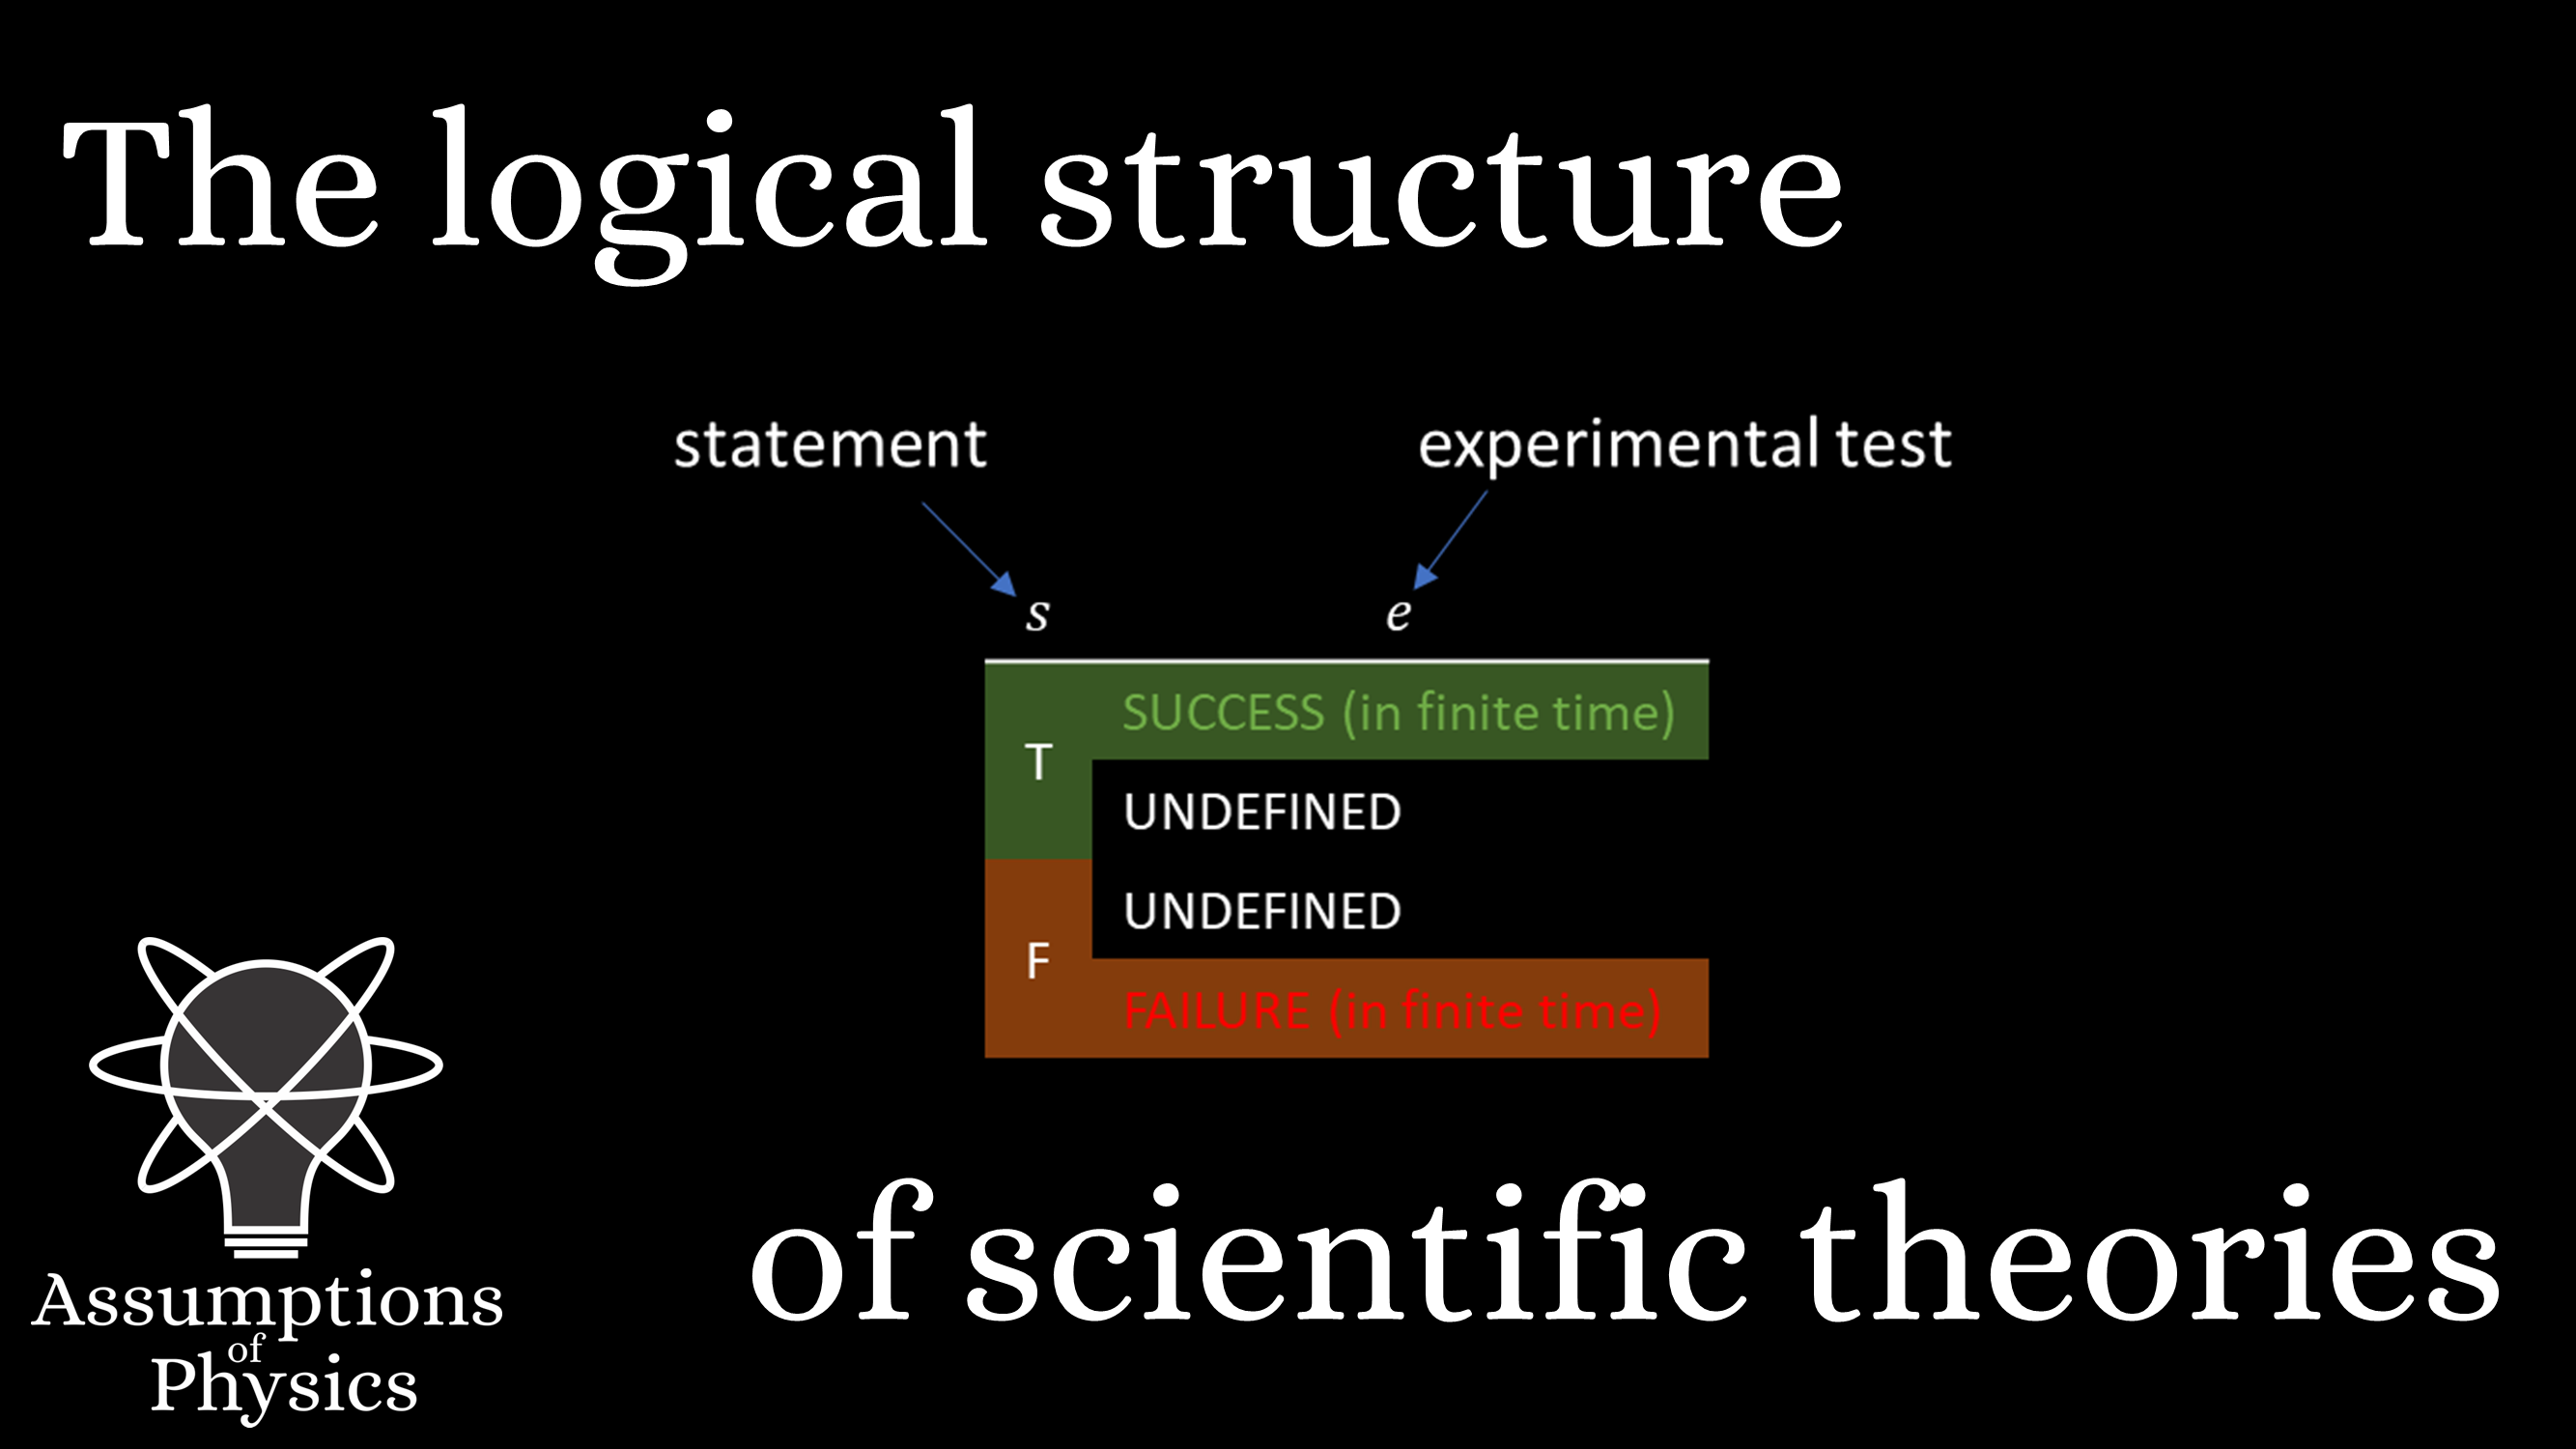 The logical structure
statement
experimental test
s
e
T
SUCCESS (in finite time)
UNDEFINED
F
UNDEFINED
FAILURE (in finite time)
of scientific theories
Assumptions
of
Physics